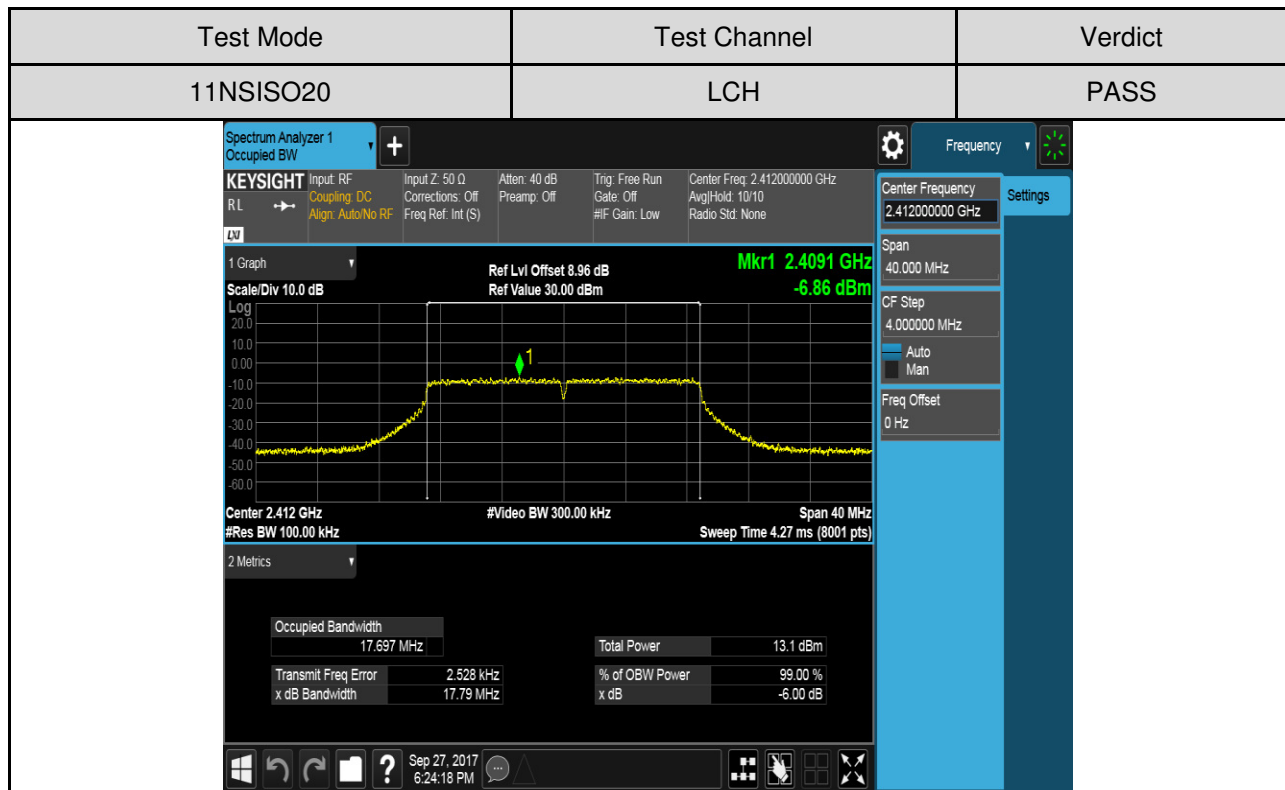 Test Mode Test Channel Verdict
11NSISO20 LCH PASS
Spectrum Analyzer 1
Occupied BW
+
Frequency
KEYSIGHT Input: RF Input Z: 50 Ω Atten: 40 dB Trig: Free Run Center Freq: 2.412000000 GHz
RL Coupling: DC Corrections: Off Preamp: Off Gate: Off Avg|Hold: 10/10
Align: Auto/No RF Freq Ref: Int (S) #IF Gain: Low Radio Std: None
LXI
Center Frequency
2.412000000 GHz
Settings
Span
40.000 MHz
CF Step
4.000000 MHz
Auto
Man
Freq Offset
0 Hz
1 Graph
Ref Lvl Offset 8.96 dB
Mkr1 2.4091 GHz
Scale/Div 10.0 dB Ref Value 30.00 dBm -6.86 dBm
Log
20.0
10.0
0.00
-10.0
-20.0
-30.0
-40.0
-50.0
-60.0
1
Center 2.412 GHz #Video BW 300.00 kHz Span 40 MHz
#Res BW 100.00 kHz Sweep Time 4.27 ms (8001 pts)
2 Metrics
Occupied Bandwidth
17.697 MHz
Total Power 13.1 dBm
Transmit Freq Error 2.528 kHz % of OBW Power 99.00 %
x dB Bandwidth 17.79 MHz x dB -6.00 dB
? Sep 27, 2017
6:24:18 PM